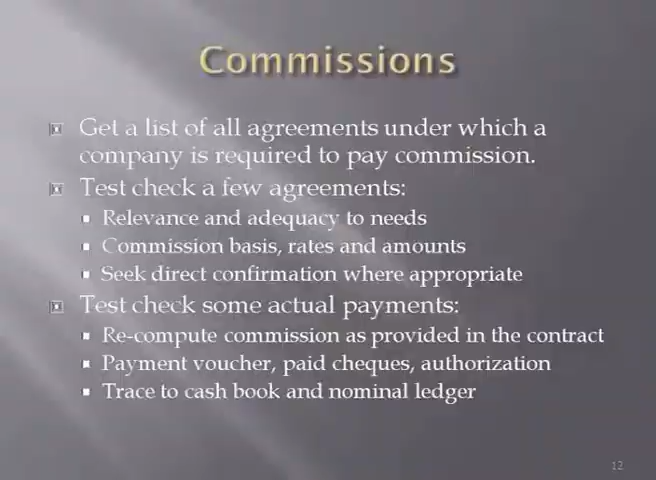 Commissions
Get a list of all agreements under which a
company is required to pay commission.
Test check a few agreements:
Relevance and adequacy to needs
Commission basis, rates and amounts
Seek direct confirmation where appropriate
Test check some actual payments:
Re-compute commission as provided in the contract
Payment voucher, paid cheques, authorization
Trace to cash book and nominal ledger
12